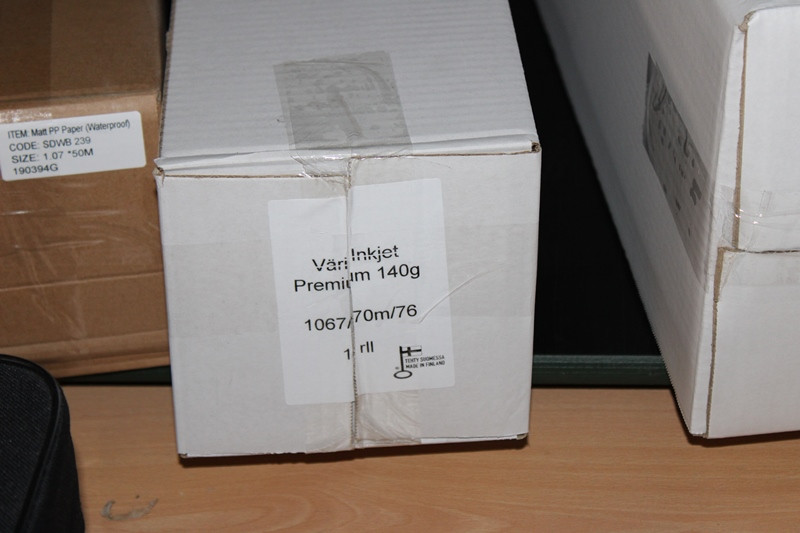 ITEM: Matt PP Paper (Waterproof)
CODE: SDWB 239
SIZE: 1.07 *50M
190394G
Väri Inkjet
Premium 140g
1067/70m/76
1 rll
TEHTY SUOMESSA
MADE IN FINLAND